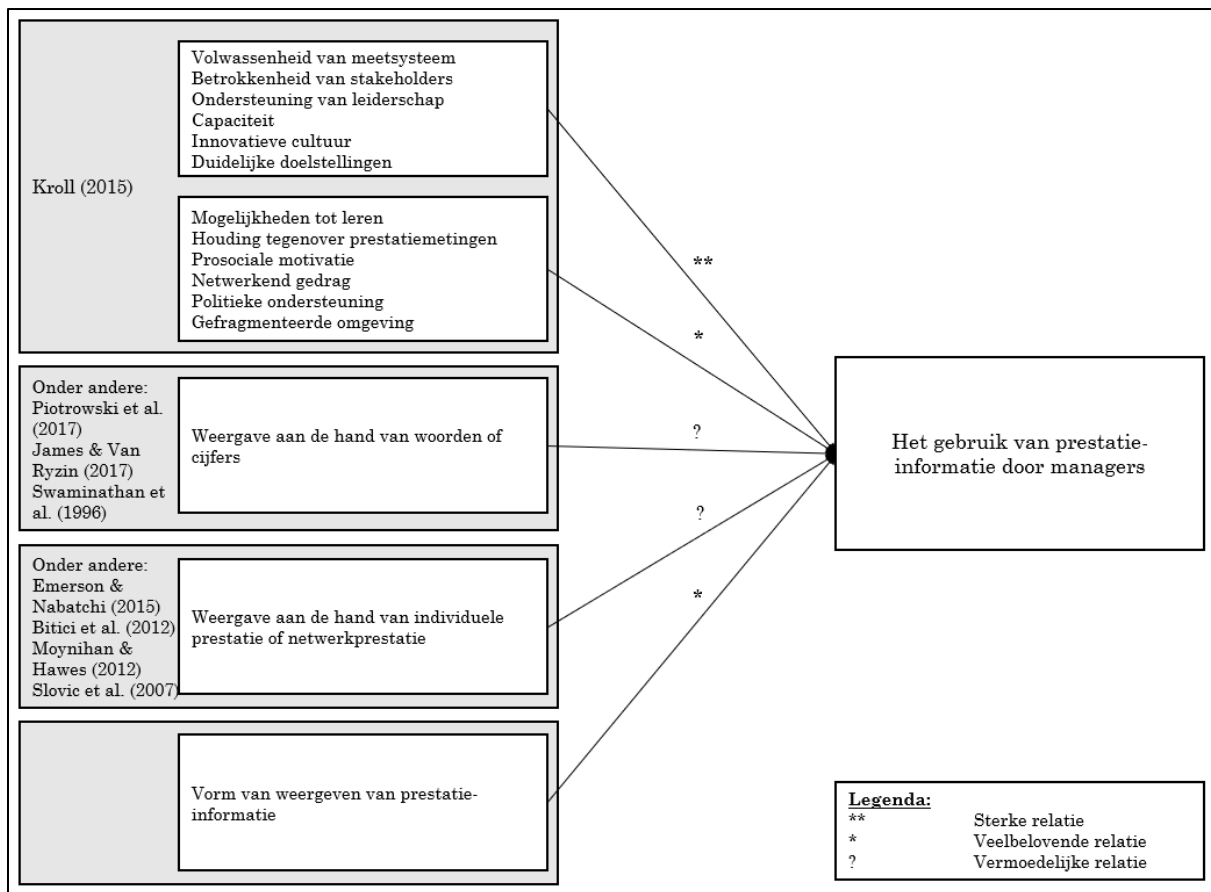 Kroll (2015)
Volwassenheid van meetsysteem
Betrokkenheid van stakeholders
Ondersteuning van leiderschap
Capaciteit
Innovatieve cultuur
Duidelijke doelstellingen
Mogelijkheden tot leren
Houding tegenover prestatiemetingen
Prosociale motivatie
Netwerkend gedrag
Politieke ondersteuning
Gefragmenteerde omgeving
Onder andere:
Piotrowski et al.
(2017)
James & Van
Ryzin (2017)
Swaminathan et
al. (1996)
Weergave aan de hand van woorden of
cijfers
Onder andere:
Emerson &
Nabatchi (2015)
Bitici et al. (2012)
Moynihan &
Hawes (2012)
Slovic et al. (2007)
Weergave aan de hand van individuele
prestatie of netwerkprestatie
Vorm van weergeven van prestatie-
informatie
**
*
?
?
*
Het gebruik van prestatie-
informatie door managers
Legenda:
** Sterke relatie
* Veelbelovende relatie
? Vermoedelijke relatie